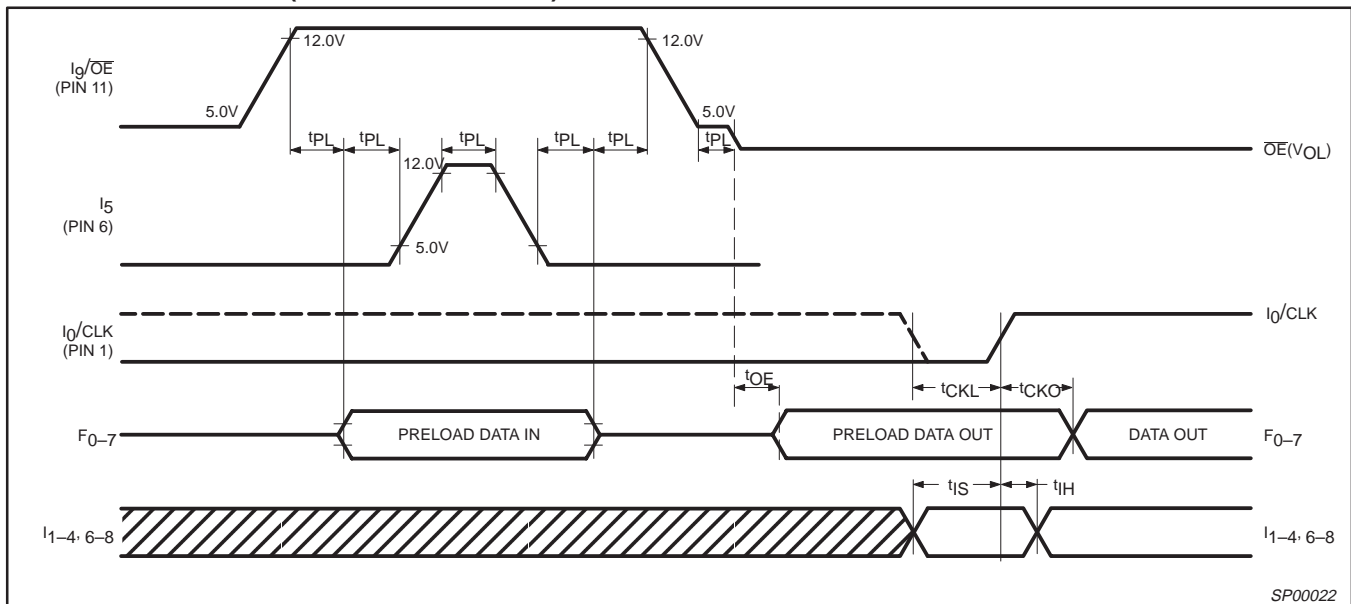 12.0V
12.0V
I9/OE
(PIN 11)
5.0V
5.0V
tPL
tPL
tPL
tPL
tPL
tPL
OE(VOL)
12.0V
I5
(PIN 6)
5.0V
I0/CLK
(PIN 1)
I0/CLK
tOE
tCKL
tCKO
F0–7
PRELOAD DATA IN
PRELOAD DATA OUT
DATA OUT
F0–7
tIS
tIH
I1–4, 6–8
I1–4, 6–8
SP00022